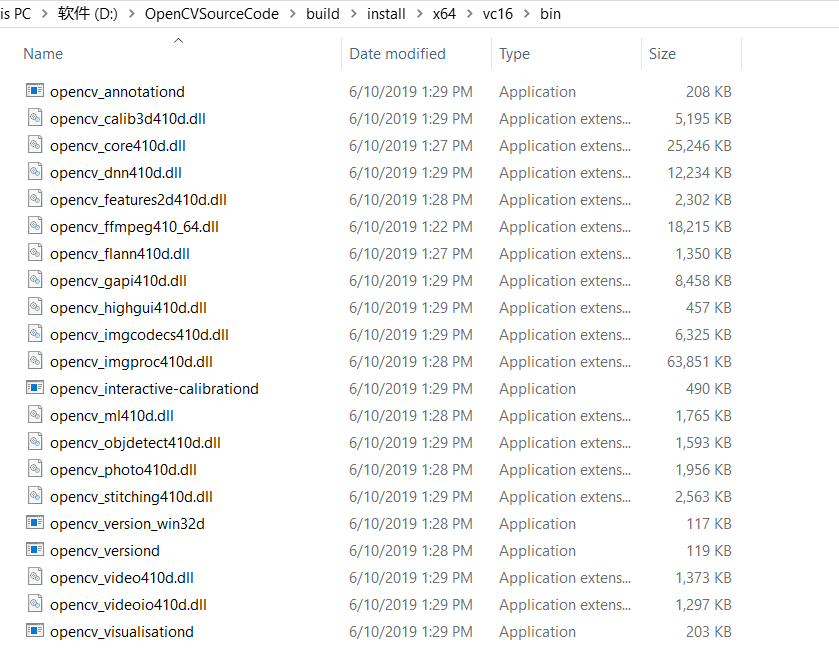 is PC > 软件 (D:) > OpenCVSourceCode > build > install > x64 > vc16 > bin
Name Date modified Type Size
opencv_annotationd 6/10/2019 1:29 PM Application 208 KB
opencv_calib3d410d.dll 6/10/2019 1:29 PM Application extens... 5,195 KB
opencv_core410d.dll 6/10/2019 1:27 PM Application extens... 25,246 KB
opencv_dnn410d.dll 6/10/2019 1:29 PM Application extens... 12,234 KB
opencv_features2d410d.dll 6/10/2019 1:28 PM Application extens... 2,302 KB
opencv_ffmpeg410_64.dll 6/10/2019 1:22 PM Application extens... 18,215 KB
opencv_flann410d.dll 6/10/2019 1:27 PM Application extens... 1,350 KB
opencv_gapi410d.dll 6/10/2019 1:29 PM Application extens... 8,458 KB
opencv_highgui410d.dll 6/10/2019 1:29 PM Application extens... 457 KB
opencv_imgcodecs410d.dll 6/10/2019 1:29 PM Application extens... 6,325 KB
opencv_imgproc410d.dll 6/10/2019 1:28 PM Application extens... 63,851 KB
opencv_interactive-calibrationd 6/10/2019 1:29 PM Application 490 KB
opencv_ml410d.dll 6/10/2019 1:28 PM Application extens... 1,765 KB
opencv_objdetect410d.dll 6/10/2019 1:29 PM Application extens... 1,593 KB
opencv_photo410d.dll 6/10/2019 1:28 PM Application extens... 1,956 KB
opencv_stitching410d.dll 6/10/2019 1:29 PM Application extens... 2,563 KB
opencv_version_win32d 6/10/2019 1:28 PM Application 117 KB
opencv_versiond 6/10/2019 1:28 PM Application 119 KB
opencv_video410d.dll 6/10/2019 1:29 PM Application extens... 1,373 KB
opencv_videoio410d.dll 6/10/2019 1:29 PM Application extens... 1,297 KB
opencv_visualisationd 6/10/2019 1:29 PM Application 203 KB